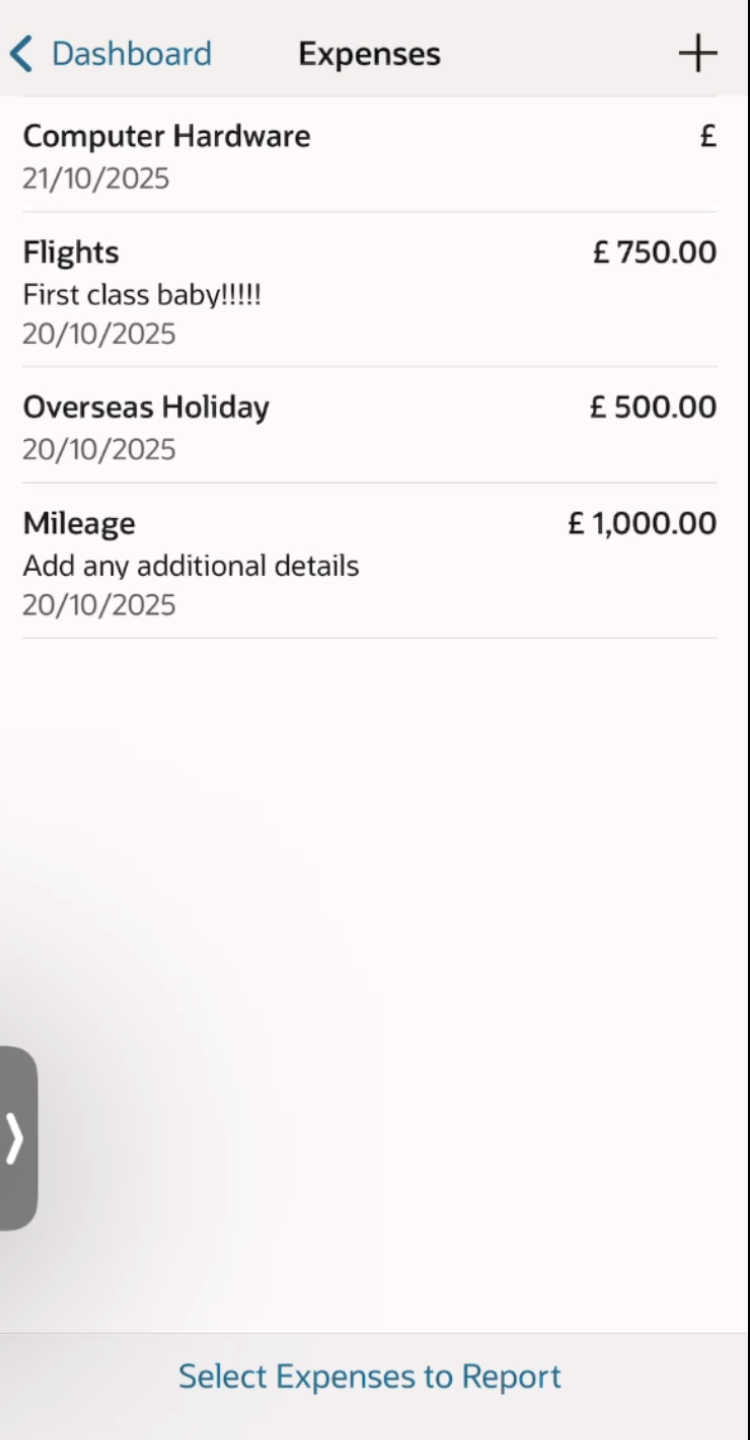 Dashboard
Expenses
Computer Hardware £
21/10/2025
Flights £ 750.00
First class baby!!!!!
20/10/2025
Overseas Holiday £ 500.00
20/10/2025
Mileage £ 1,000.00
Add any additional details
20/10/2025
Select Expenses to Report